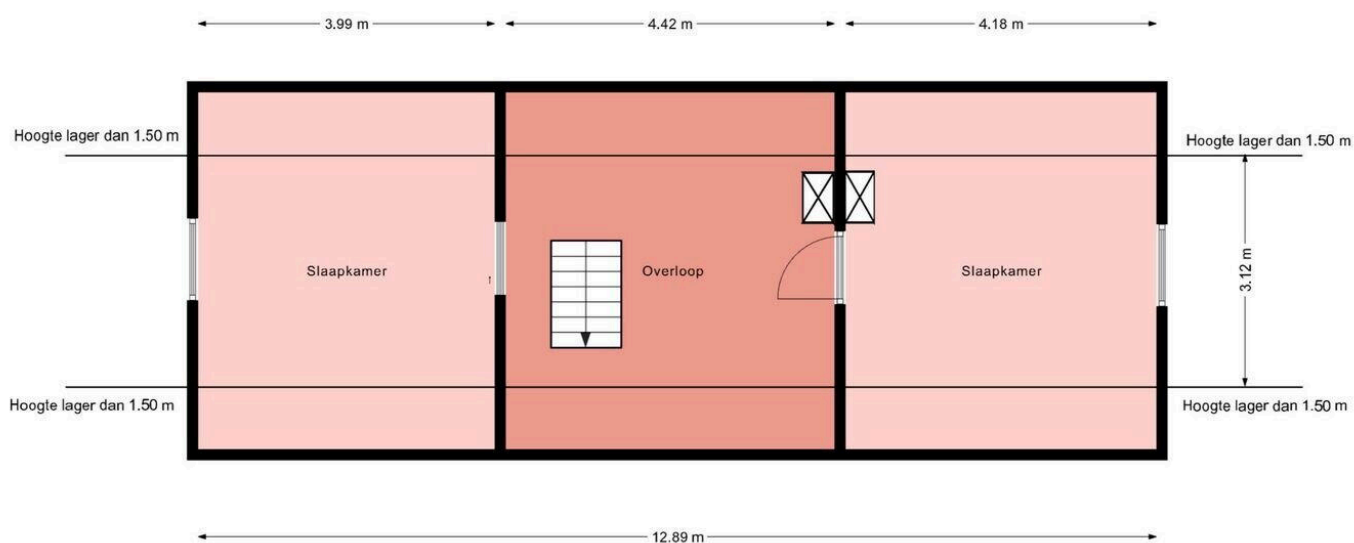 3.99 m
4.42 m
4.18 m
Hoogte lager dan 1.50 m
Hoogte lager dan 1.50 m
Slaapkamer
Overloop
Slaapkamer
3.12 m
Hoogte lager dan 1.50 m
Hoogte lager dan 1.50 m
12.89 m